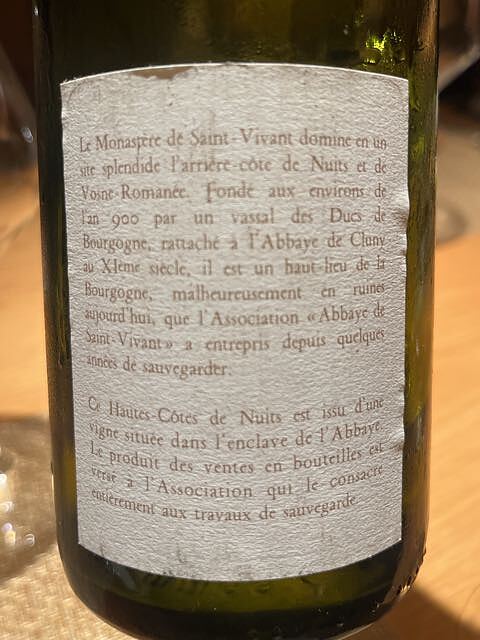 Le Monastère de Saint-Vivant domine en un
site splendide l'arrière-côte de Nuits et de
Vosne-Romanée. Fondé aux environs de
l'an 900 par un vassal des Ducs de
Bourgogne, rattaché à l'Abbaye de Cluny
au XIème siècle, il est un haut-lieu de la
Bourgogne, malheureusement en ruines
aujourd'hui, que l'Association «Abbaye de
Saint-Vivant» a entrepris depuis quelques
années de sauvegarder.
Ce Hautes-Côtes de Nuits est issu d'une
vigne située dans l'enclave de l'Abbaye.
Le produit des ventes en bouteilles est
versé à l'Association qui le consacre
entièrement aux travaux de sauvegarde.